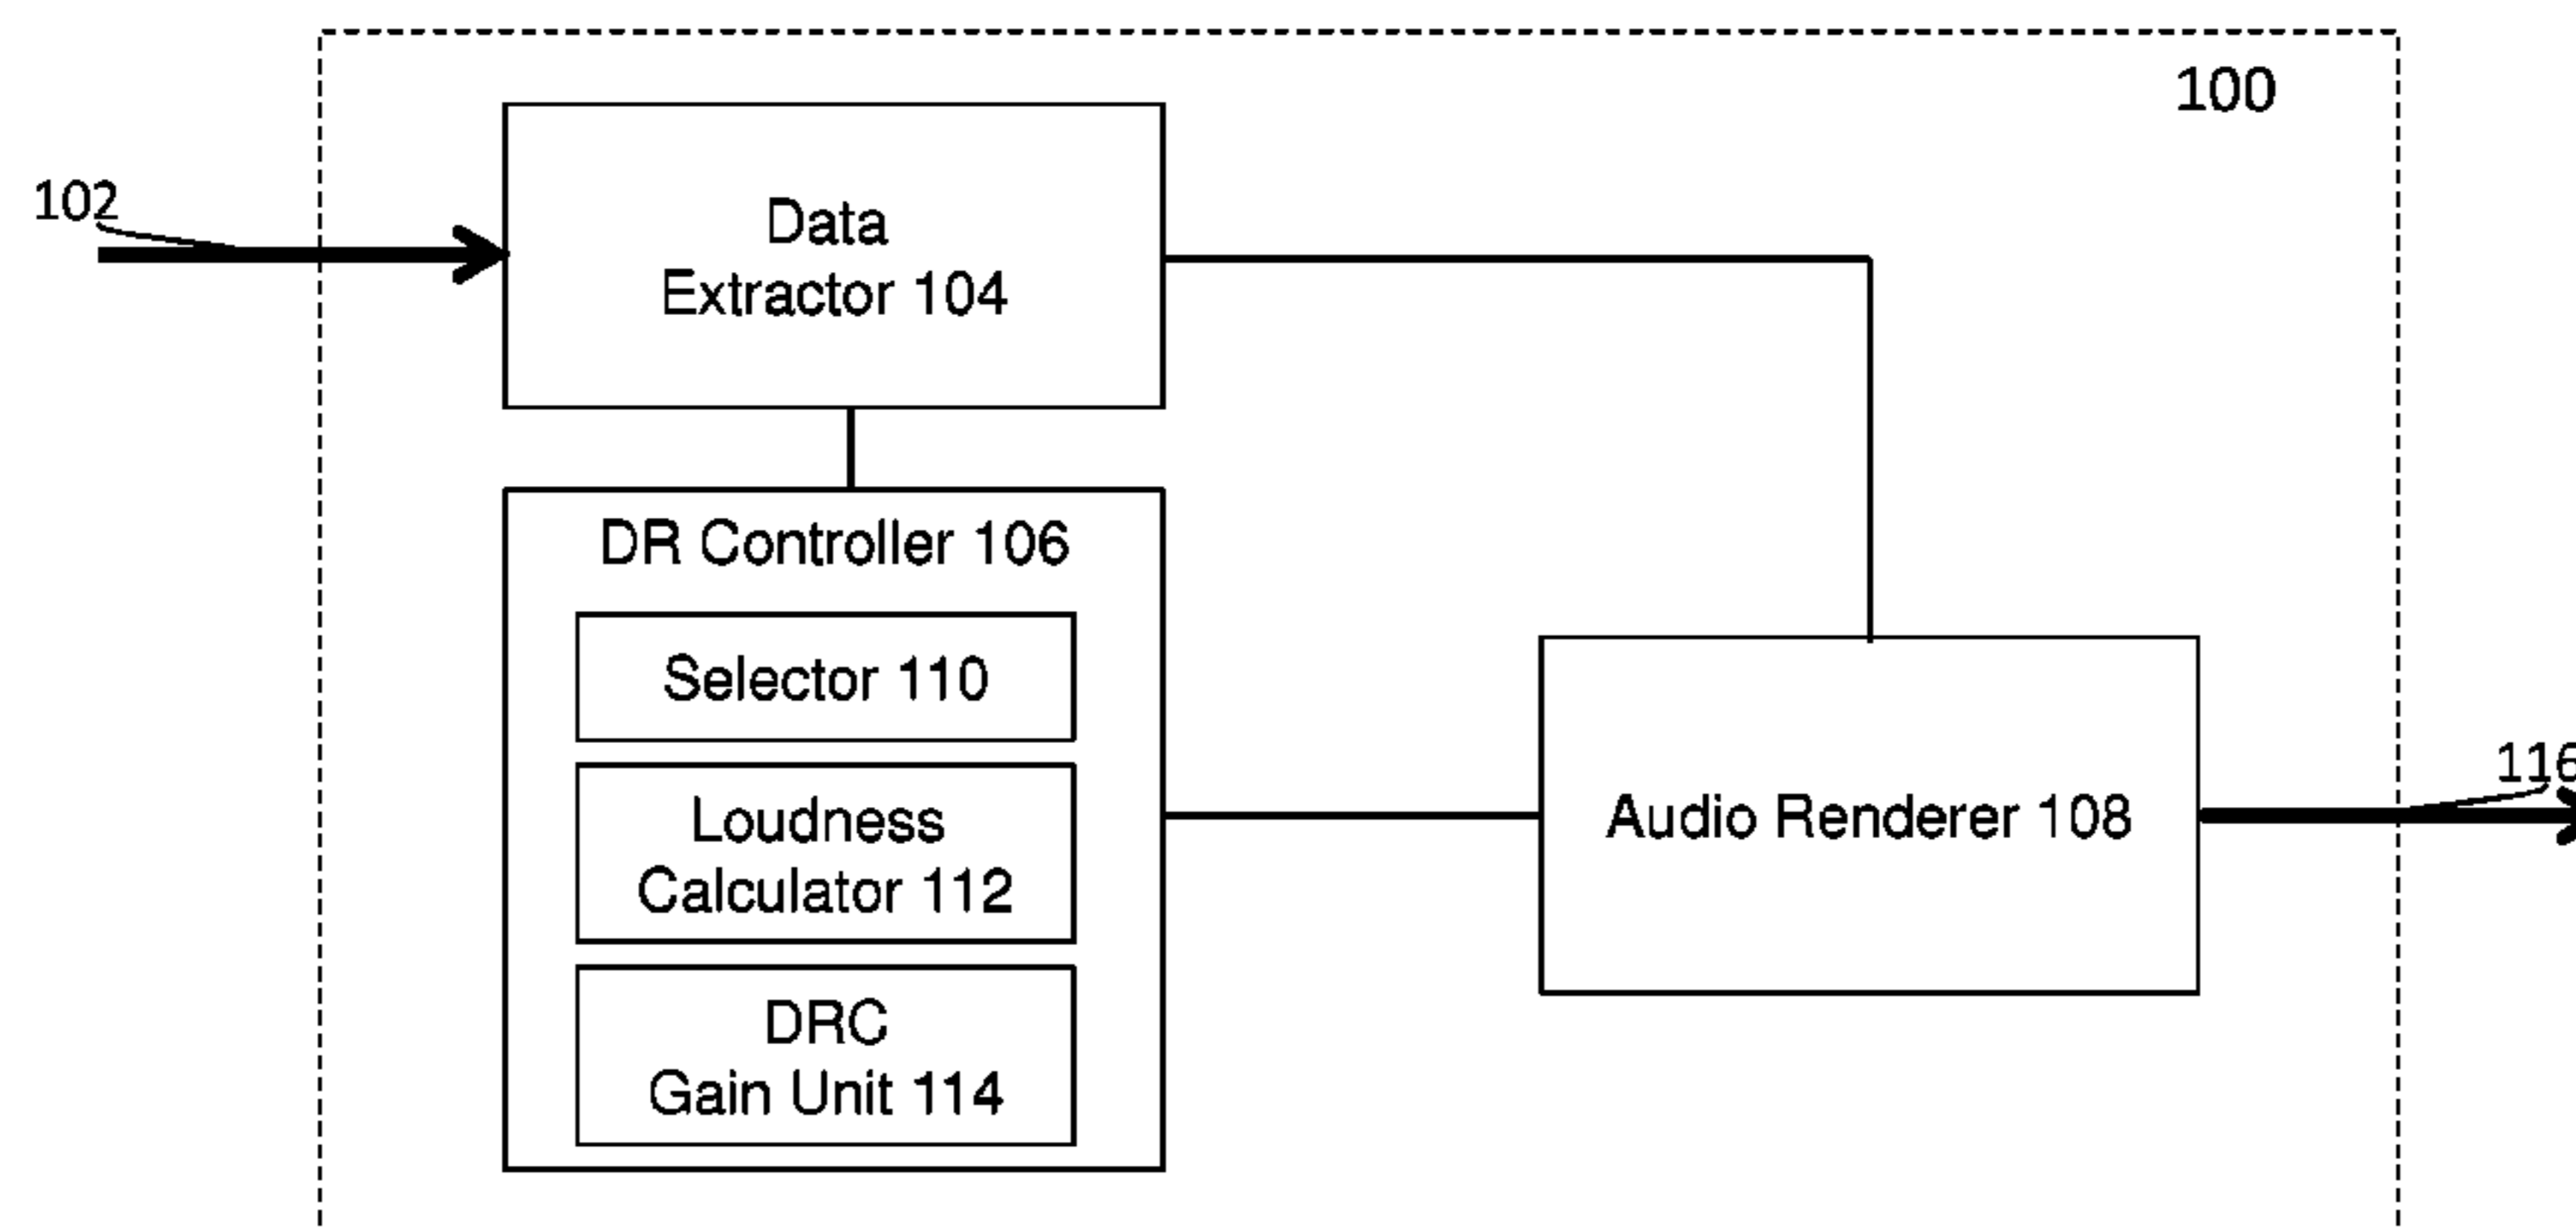 100
102
Data
Extractor 104
DR Controller 106
Selector 110
Loudness
Calculator 112
DRC
Gain Unit 114
Audio Renderer 108
116